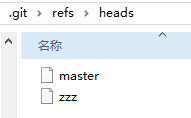 .git › refs › heads
名称
master
zzz